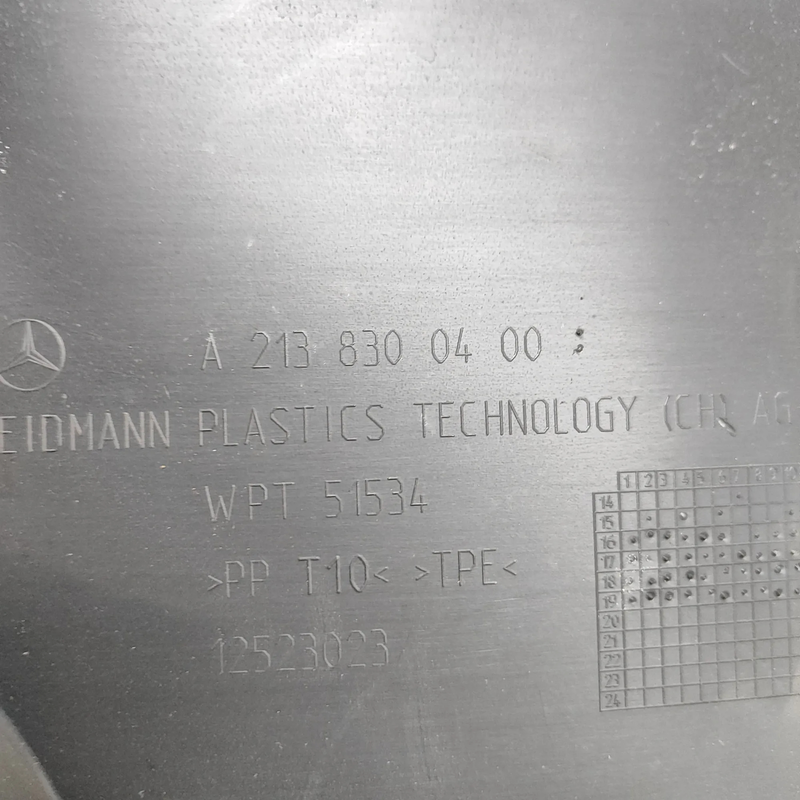 A 213 830 04 00
EIDMANN PLASTICS TECHNOLOGY (CH) AG
WPT 51534
>PP T10< >TPE<
12523023
1 2 3 4 5 6 7 8 9 10
14
15
16
17
18
19
20
21
22
23
24